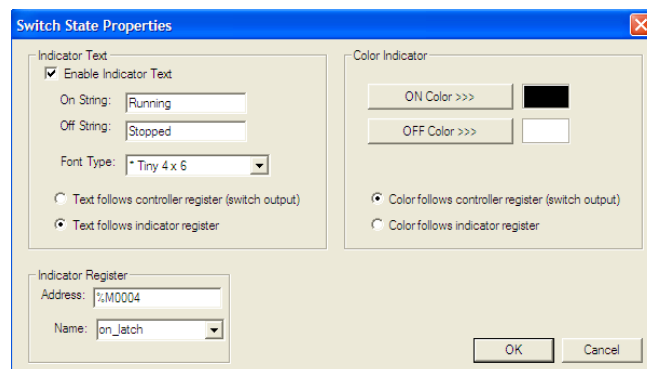 Switch State Properties
Indicator Text
Enable Indicator Text
On String: Running
Off String: Stopped
Font Type: * Tiny 4 x 6
Text follows controller register (switch output)
Text follows indicator register
Color Indicator
ON Color >>>
OFF Color >>>
Color follows controller register (switch output)
Color follows indicator register
Indicator Register
Address: %M0004
Name: on_latch
OK Cancel